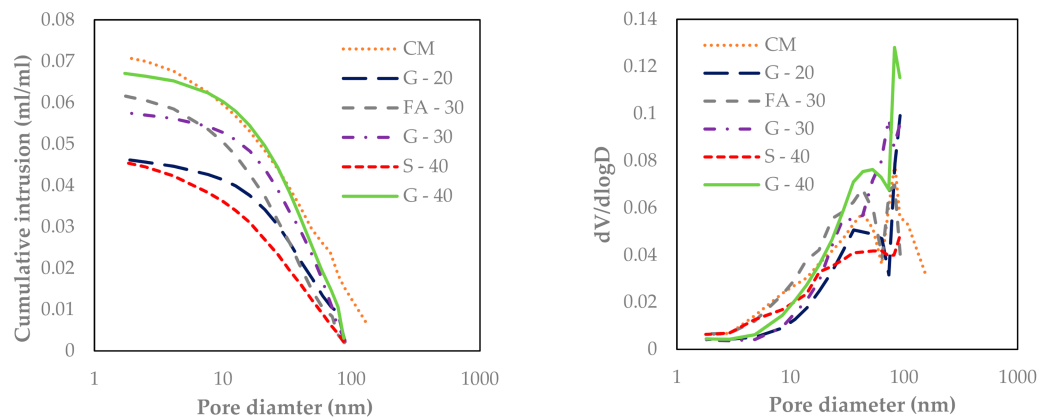 0.08
0.07
0.06
0.05
0.04
0.03
0.02
0.01
0
1
10
100
1000
Cumulative intrusion (ml/ml)
Pore diamter (nm)
CM
G - 20
FA - 30
G - 30
S - 40
G - 40
0.14
0.12
0.1
0.08
0.06
0.04
0.02
0
1
10
100
1000
dV/dlogD
Pore diameter (nm)
CM
G - 20
FA - 30
G - 30
S - 40
G - 40